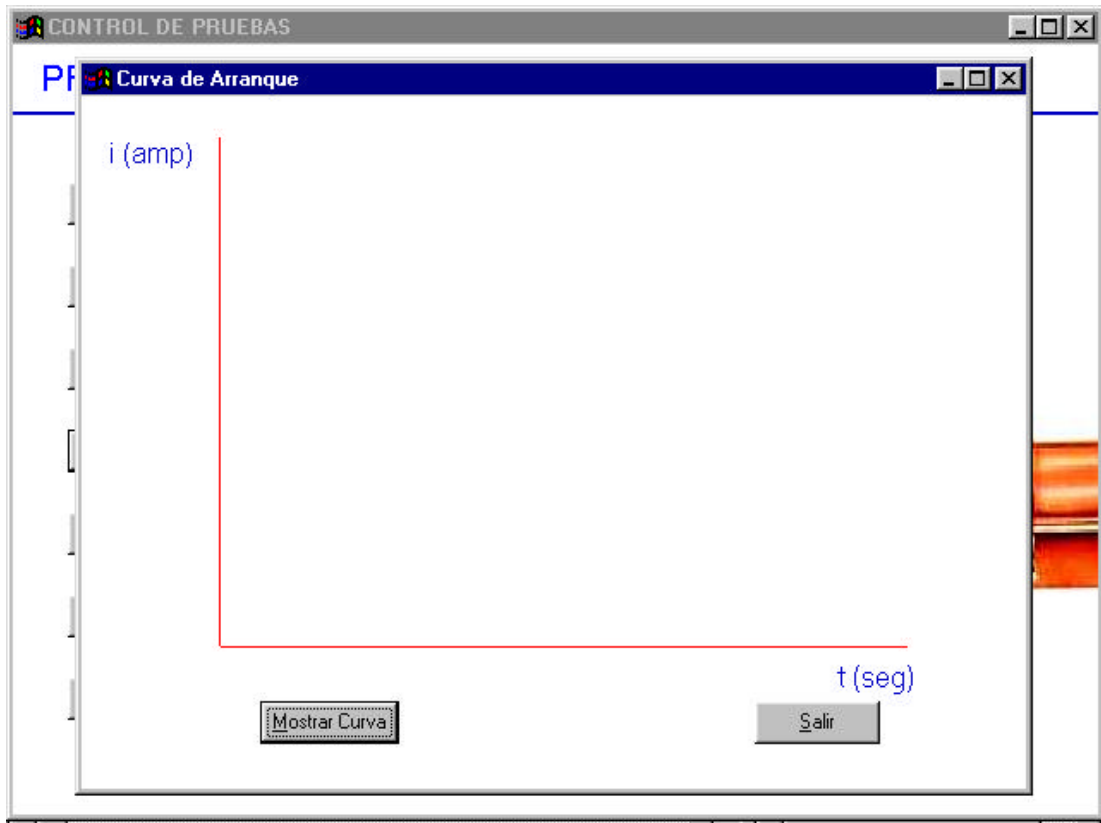 CONTROL DE PRUEBAS
Curva de Arranque
i (amp)
t (seg)
Mostrar Curva
Salir